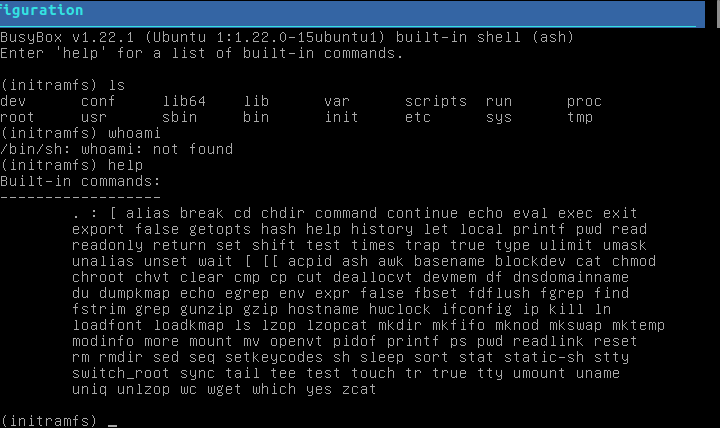 figuration
BusyBox v1.22.1 (Ubuntu 1:1.22.0-15ubuntu1) built-in shell (ash)
Enter 'help' for a list of built-in commands.
(initramfs) ls
dev conf lib64 lib var scripts run proc
root usr sbin bin init etc sys tmp
(initramfs) whoami
/bin/sh: whoami: not found
(initramfs) help
Built-in commands:
------------------
. : [ alias break cd chdir command continue echo eval exec exit
export false getopts hash help history let local printf pwd read
readonly return set shift test times trap true type ulimit umask
unalias unset wait [ [[ acpid ash awk basename blockdev cat chmod
chroot chvt clear cmp cp cut deallocvt devmem df dnsdomainname
du dumpkmap echo egrep env expr false fbset fdflush fgrep find
fstrim grep gunzip gzip hostname hwclock ifconfig ip kill ln
loadfont loadkmap ls lzop lzopcat mkdir mkfifo mknod mkswap mktemp
modinfo more mount mv openvt pidof printf ps pwd readlink reset
rm rmdir sed seq setkeycodes sh sleep sort stat static-sh stty
switch_root sync tail tee test touch tr true tty umount uname
uniq unlzop wc wget which yes zcat
(initramfs) _